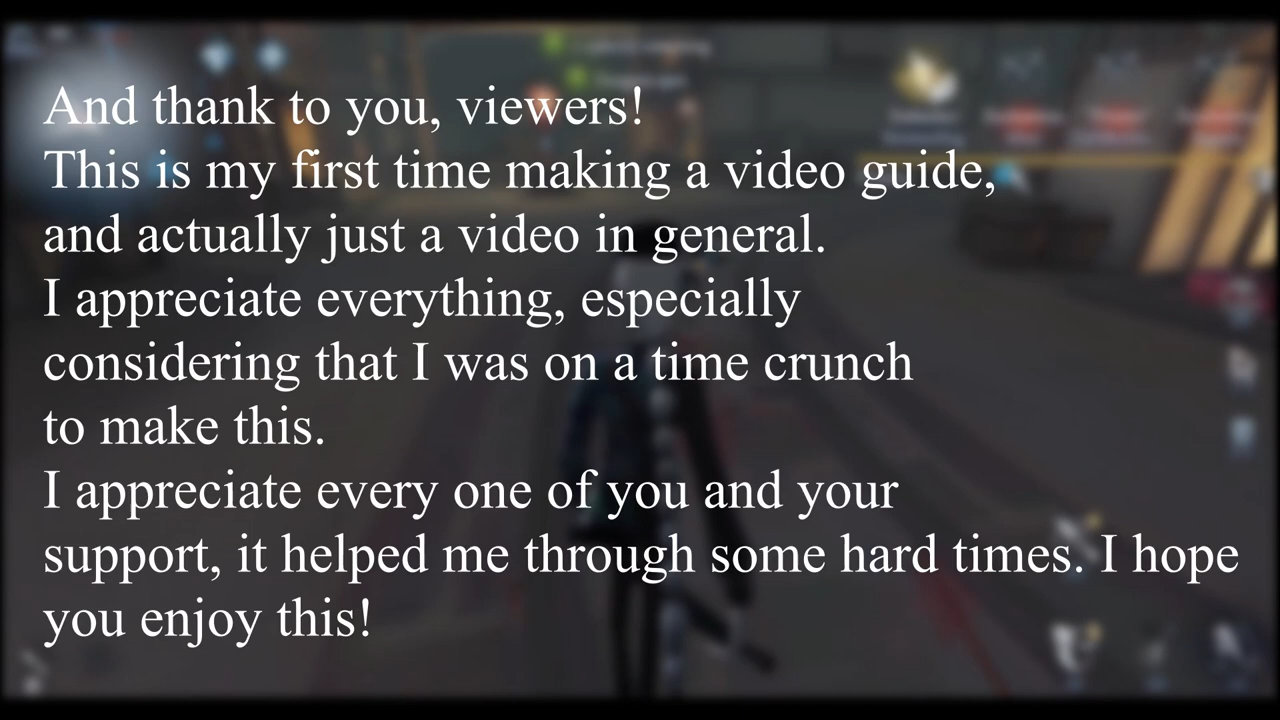 And thank to you, viewers!
This is my first time making a video guide,
and actually just a video in general.
I appreciate everything, especially
considering that I was on a time crunch
to make this.
I appreciate every one of you and your
support, it helped me through some hard times. I hope
you enjoy this!